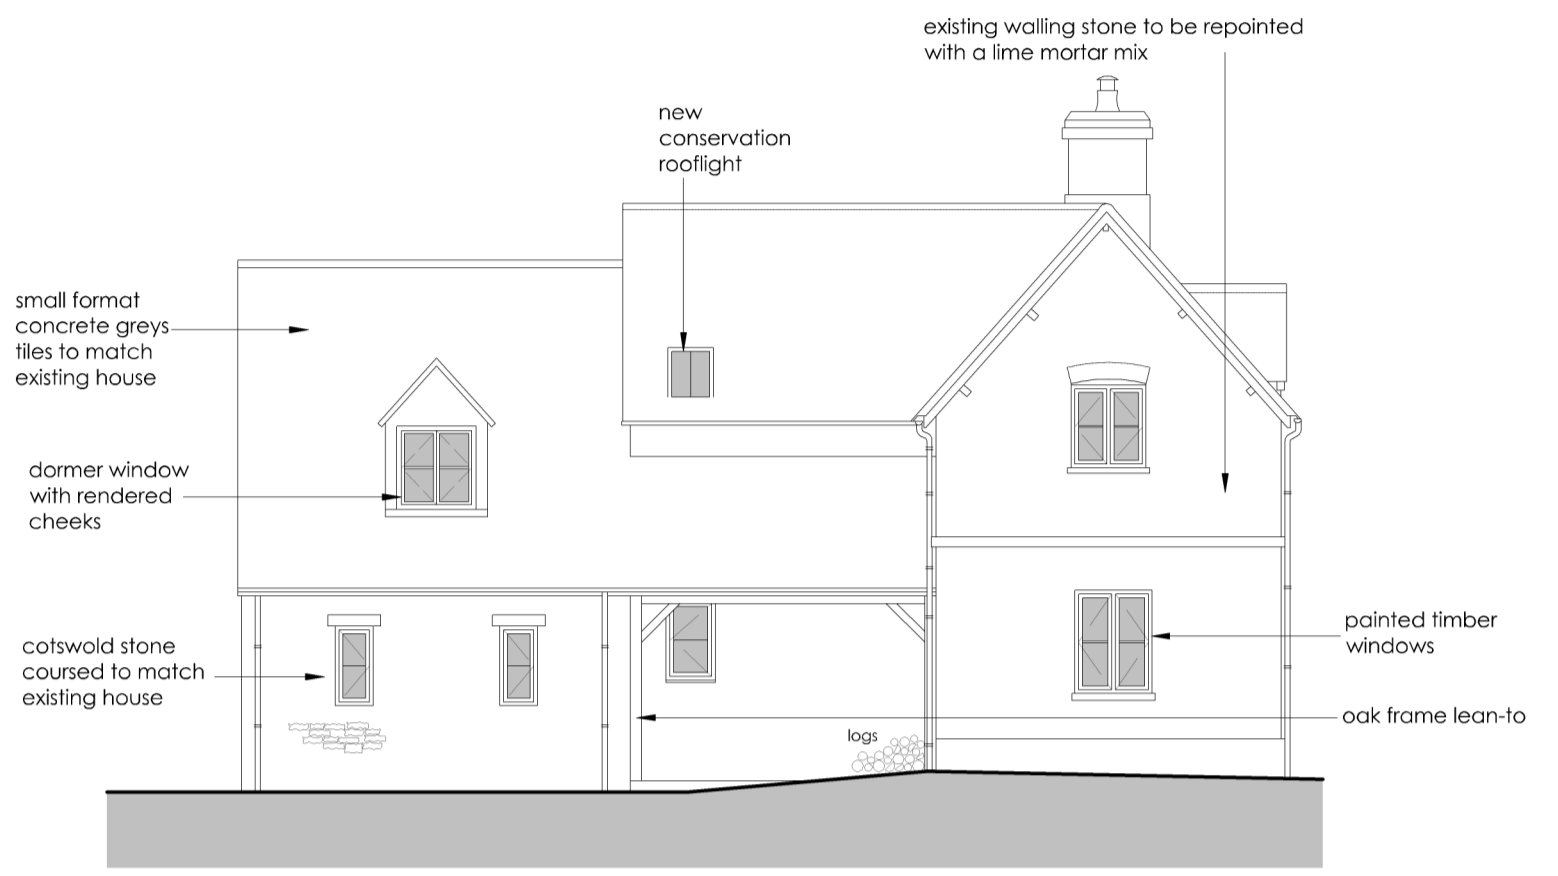 existing walling stone to be repointed
with a lime mortar mix
new
conservation
rooflight
small format
concrete greys
tiles to match
existing house
dormer window
with rendered
cheeks
cotswold stone
coursed to match
existing house
painted timber
windows
oak frame lean-to
logs